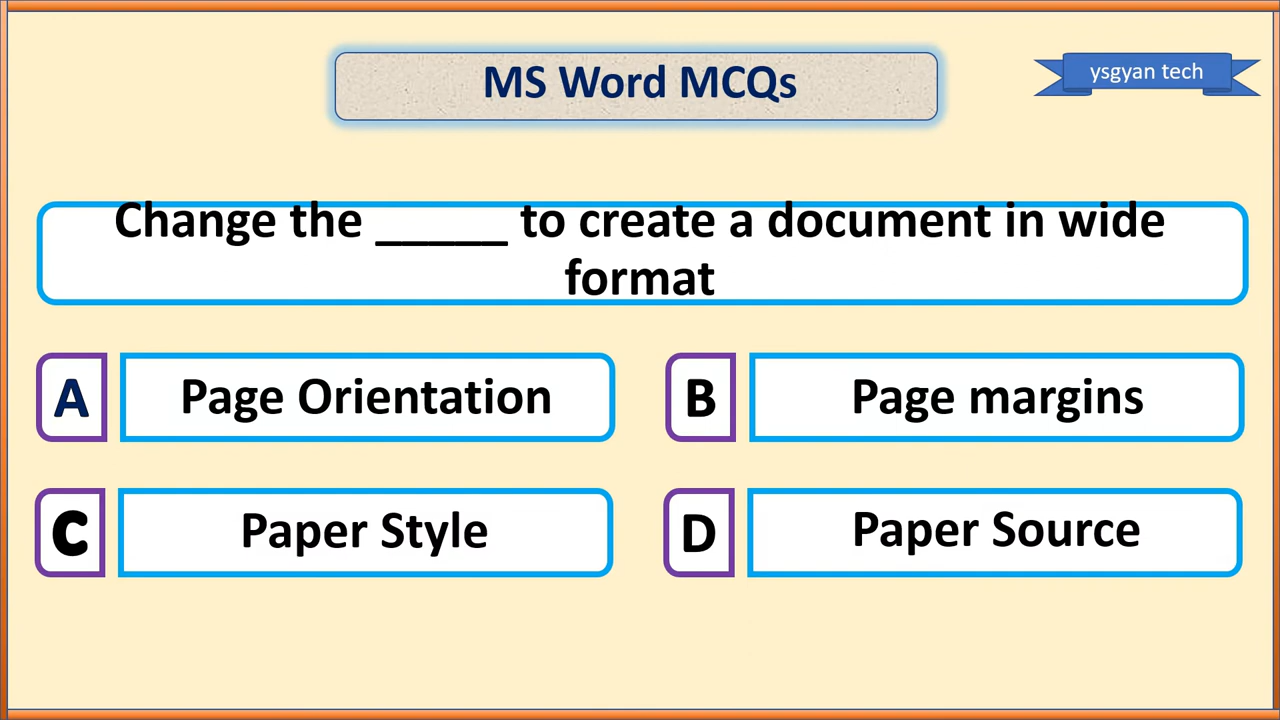 MS Word MCQs
ysgyan tech
Change the _____ to create a document in wide
format
A Page Orientation
B Page margins
C Paper Style
D Paper Source